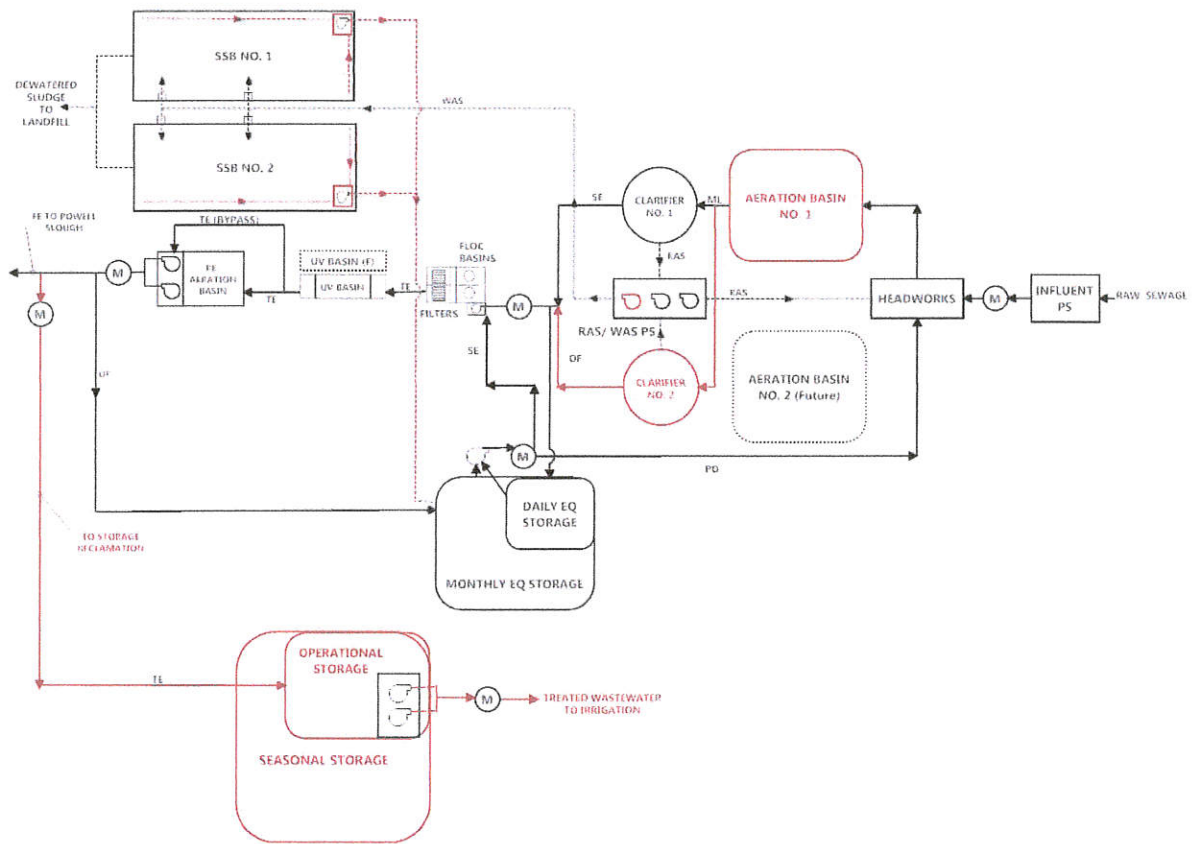 SSB NO. 1
DEWATERED
SLUDGE
TO
LANDFILL
WAS
SSB NO. 2
FE TO POWELL
SLOUGH
TE (BYPASS)
M
AERATION
BASIN
TE
UV BASIN (F)
UV BASIN
TE
FLOC
BASINS
FILTERS
M
SE
SE
CLARIFIER
NO. 1
ML
AERATION BASIN
NO. 1
RAS
RAS
RAS/ WAS PS
OF
CLARIFIER
NO. 2
AERATION BASIN
NO. 2 (Future)
HEADWORKS
M
INFLUENT
PS
RAW SEWAGE
M
M
PD
DAILY EQ
STORAGE
MONTHLY EQ STORAGE
TO STORAGE
RECLAMATION
TE
OPERATIONAL
STORAGE
M
TREATED WASTEWATER
TO IRRIGATION
SEASONAL STORAGE